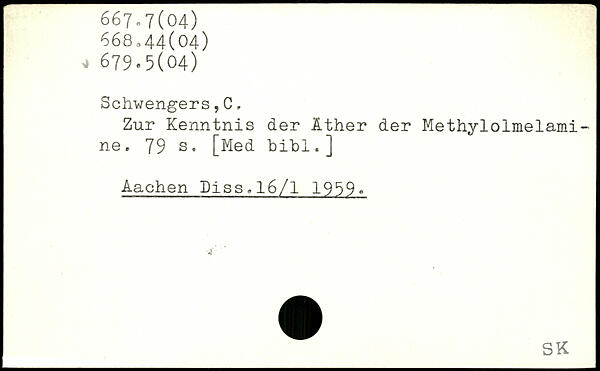 667.7(04)
668.44(04)
679.5(04)
Schwengers,C.
Zur Kenntnis der Äther der Methylolmelami-
ne. 79 s. [Med bibl.]
Aachen Diss.16/1 1959.
SK